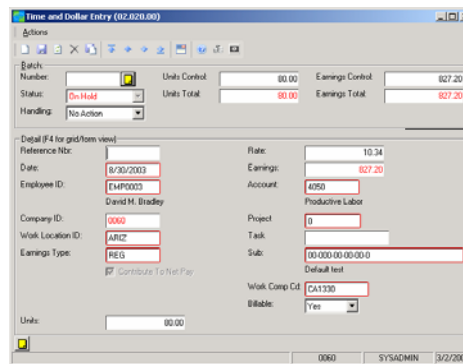 Time and Dollar Entry (02.020.00)
Actions
Batch:
Number: Units Control: 80.00 Earnings Control: 827.20
Status: On Hold Units Total: 80.00 Earnings Total: 827.20
Handling: No Action
Detail (F4 for grid/form view)
Reference Nbr: Rate: 10.34
Date: 8/30/2003 Earnings: 827.20
Employee ID: EMP0003 Account: 4050
David M. Bradley Productive Labor
Company ID: 0060 Project 0
Work Location ID: ARIZ Task
Earnings Type: REG Sub: 00-000-00-00-00-0
Contribute To Net Pay Default test
Work Comp Cd: CA1330
Billable: Yes
Units: 80.00
0060 SYSADMIN